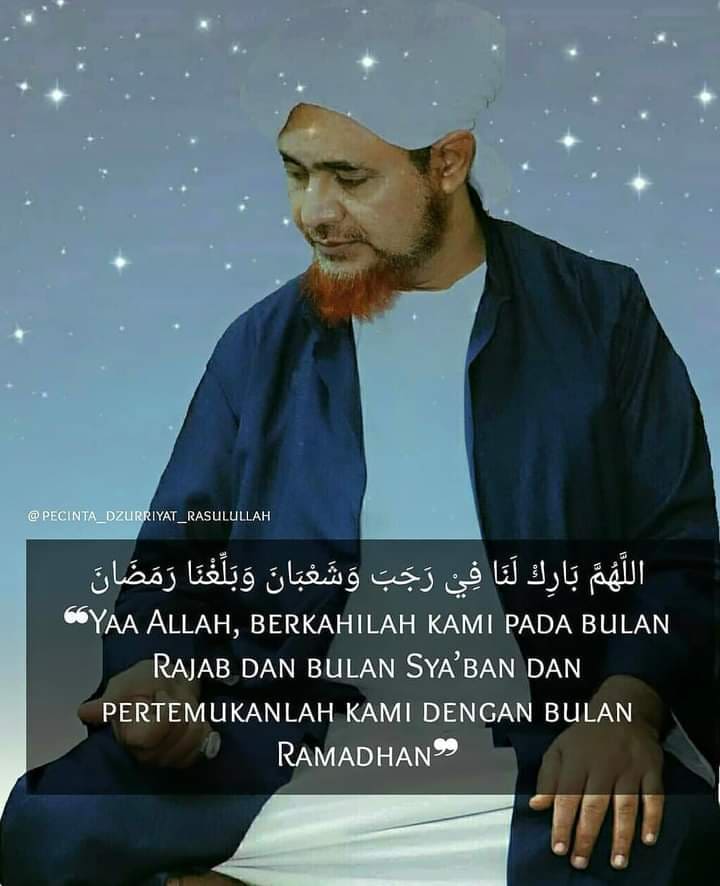 @PECINTA_DZURRIYAT_RASULULLAH
اللَّهُمَّ بَارِكْ لَنَا فِيْ رَجَبَ وَشَعْبَانَ وَبَلِّغْنَا رَمَضَانَ
❝Yaa Allah, berkahilah kami pada bulan
Rajab dan bulan Sya’ban dan
pertemukanlah kami dengan bulan
Ramadhan❞